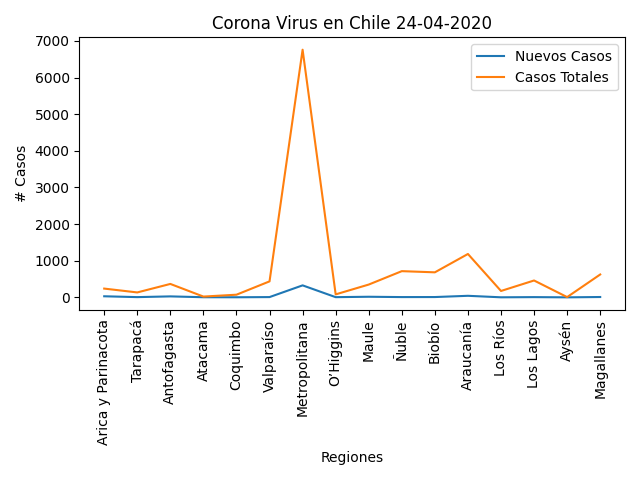 Corona Virus en Chile 24-04-2020
Nuevos Casos
Casos Totales
# Casos
7000
6000
5000
4000
3000
2000
1000
0
Arica y Parinacota
Tarapacá
Antofagasta
Atacama
Coquimbo
Valparaíso
Metropolitana
O’Higgins
Maule
Ñuble
Biobío
Araucanía
Los Ríos
Los Lagos
Aysén
Magallanes
Regiones